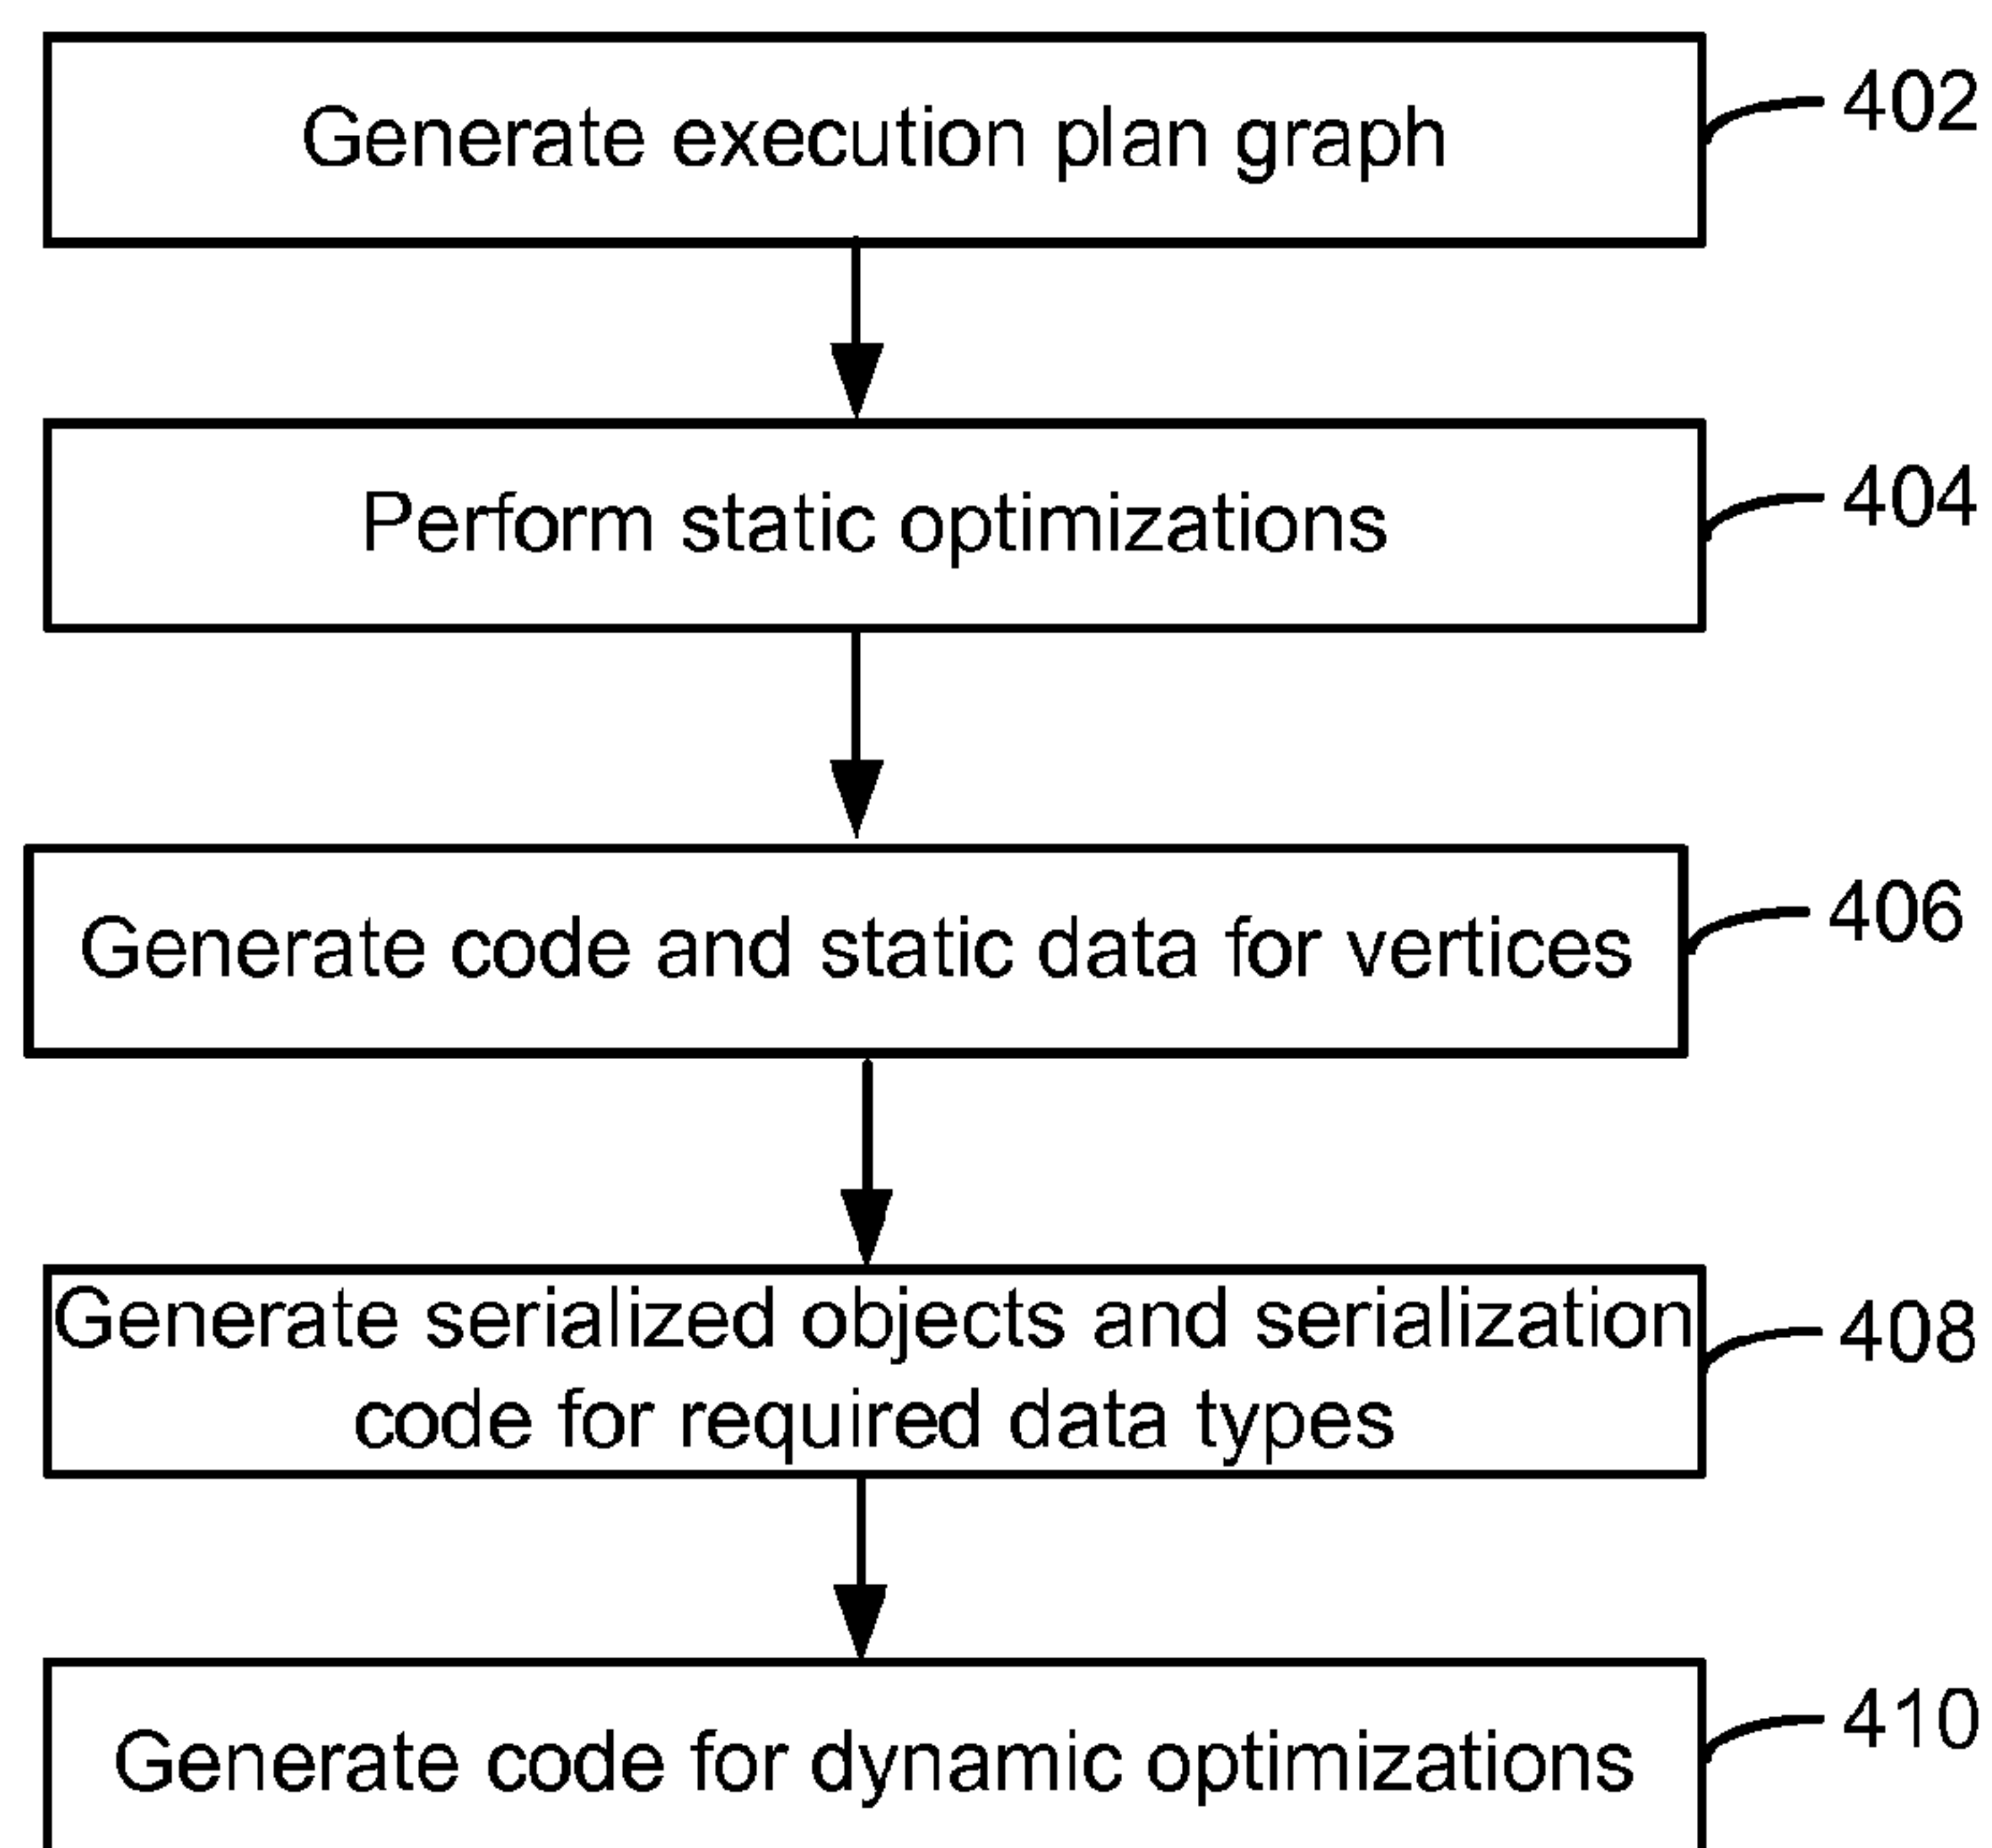 Generate execution plan graph
402
Perform static optimizations
404
Generate code and static data for vertices
406
Generate serialized objects and serialization
code for required data types
408
Generate code for dynamic optimizations
410